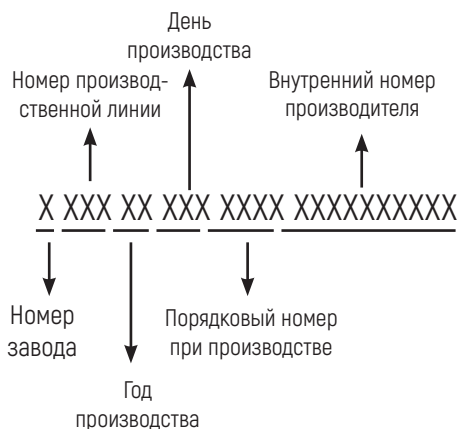 День
производства
Номер производ-
ственной линии
Внутренний номер
производителя
X XXX XX XXX XXXX XXXXXXXXXX
Номер
завода
Порядковый номер
при производстве
Год
производства